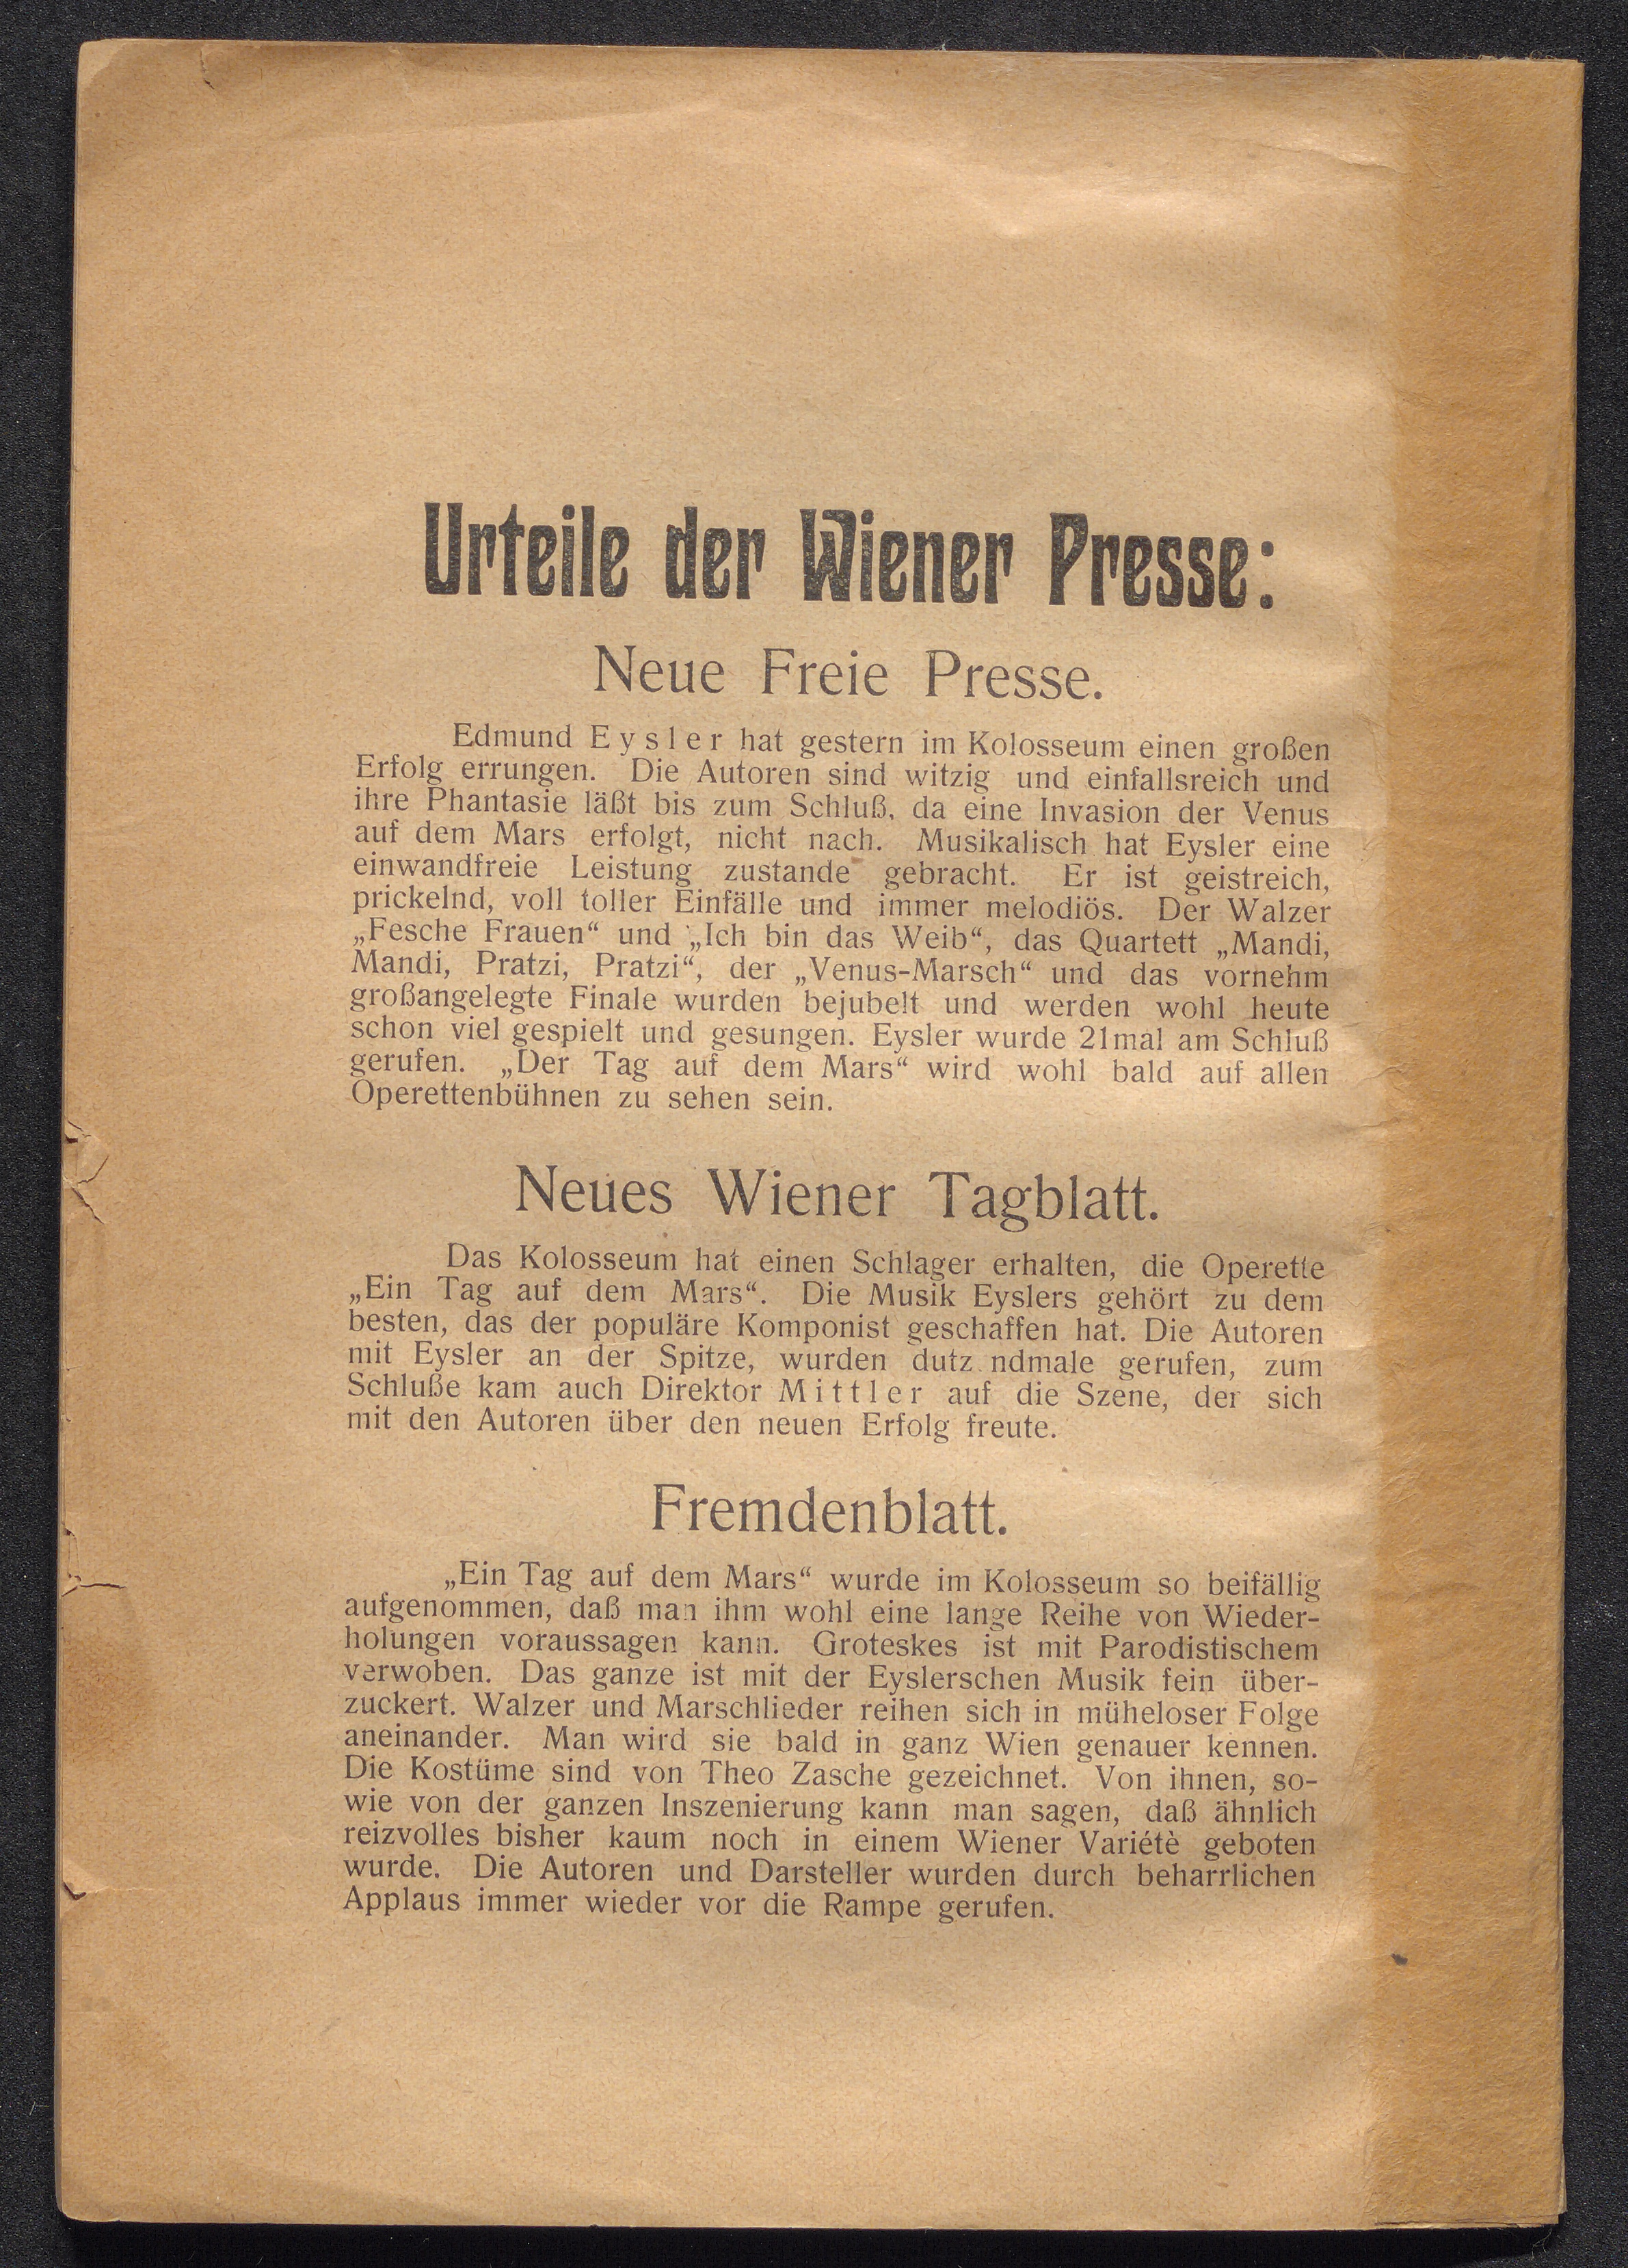 Urteile der Wiener Presse:
Neue Freie Presse.
Edmund Eysler hat gestern im Kolosseum einen großen
Erfolg errungen. Die Autoren sind witzig und einfallsreich und
ihre Phantasie läßt bis zum Schluß, da eine Invasion der Venus
auf dem Mars erfolgt, nicht nach. Musikalisch hat Eysler eine
einwandfreie Leistung zustande gebracht. Er ist geistreich,
prickelnd, voll toller Einfälle und immer melodiös. Der Walzer
„Fesche Frauen“ und „Ich bin das Weib“, das Quartett „Mandi,
Mandi, Pratzi, Pratzi“, der „Venus-Marsch“ und das vornehm
großangelegte Finale wurden bejubelt und werden wohl heute
schon viel gespielt und gesungen. Eysler wurde 21mal am Schluß
gerufen. „Der Tag auf dem Mars“ wird wohl bald auf allen
Operettenbühnen zu sehen sein.
Neues Wiener Tagblatt.
Das Kolosseum hat einen Schlager erhalten, die Operette
„Ein Tag auf dem Mars“. Die Musik Eyslers gehört zu dem
besten, das der populäre Komponist geschaffen hat. Die Autoren
mit Eysler an der Spitze, wurden dutz ndmale gerufen, zum
Schluße kam auch Direktor Mittler auf die Szene, der sich
mit den Autoren über den neuen Erfolg freute.
Fremdenblatt.
„Ein Tag auf dem Mars“ wurde im Kolosseum so beifällig
aufgenommen, daß man ihm wohl eine lange Reihe von Wieder-
holungen voraussagen kann. Groteskes ist mit Parodistischem
verwoben. Das ganze ist mit der Eyslerschen Musik fein über-
zuckert. Walzer und Marschlieder reihen sich in müheloser Folge
aneinander. Man wird sie bald in ganz Wien genauer kennen.
Die Kostüme sind von Theo Zasche gezeichnet. Von ihnen, so-
wie von der ganzen Inszenierung kann man sagen, daß ähnlich
reizvolles bisher kaum noch in einem Wiener Variétè geboten
wurde. Die Autoren und Darsteller wurden durch beharrlichen
Applaus immer wieder vor die Rampe gerufen.